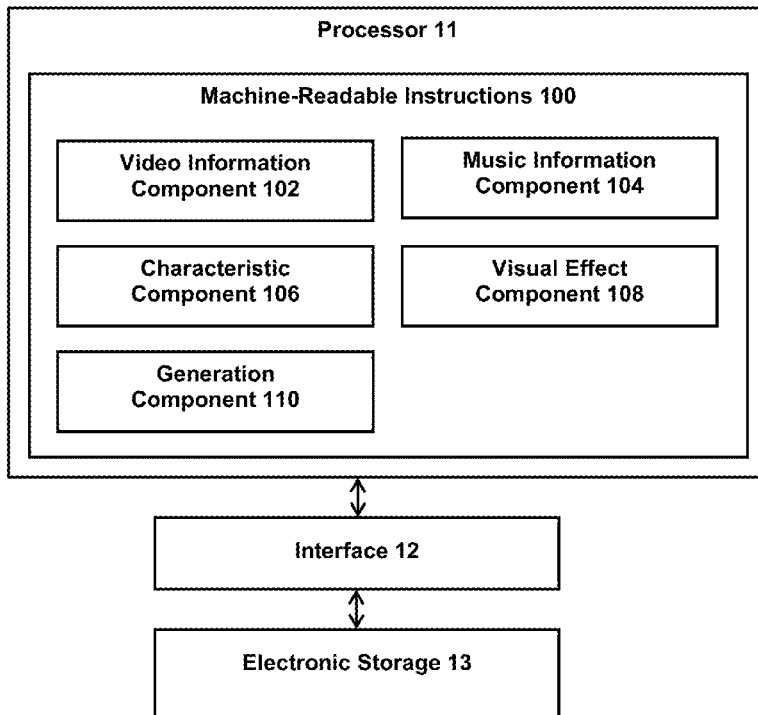 Processor 11
Machine-Readable Instructions 100
Video Information
Component 102
Music Information
Component 104
Characteristic
Component 106
Visual Effect
Component 108
Generation
Component 110
Interface 12
Electronic Storage 13